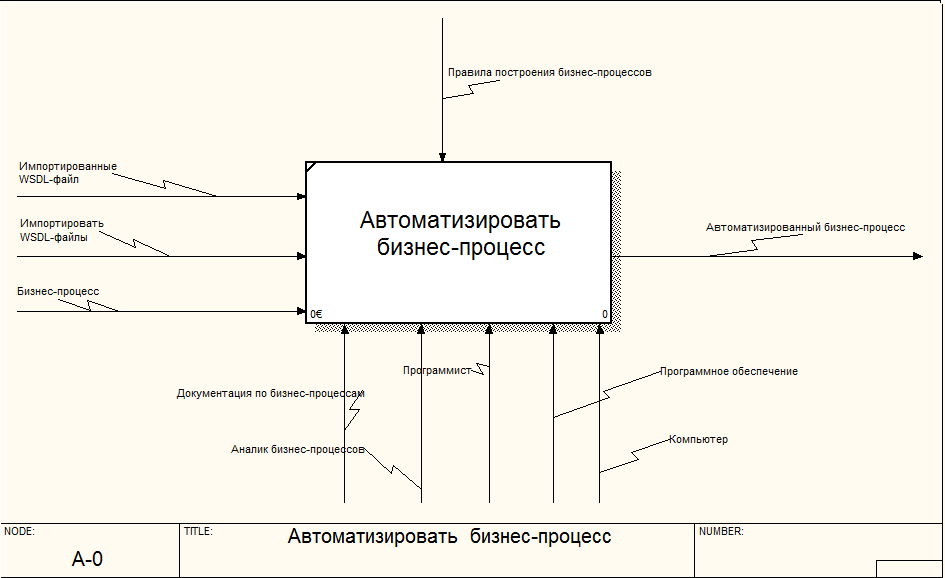 Правила построения бизнес-процессов
Импортированные
WSDL-файл
Импортировать
WSDL-файлы
Бизнес-процесс
Автоматизировать
бизнес-процесс
0€
0
Автоматизированный бизнес-процесс
Программист
Программное обеспечение
Документация по бизнес-процессам
Аналик бизнес-процессов
Компьютер
NODE:
A-0
TITLE:
Автоматизировать бизнес-процесс
NUMBER: